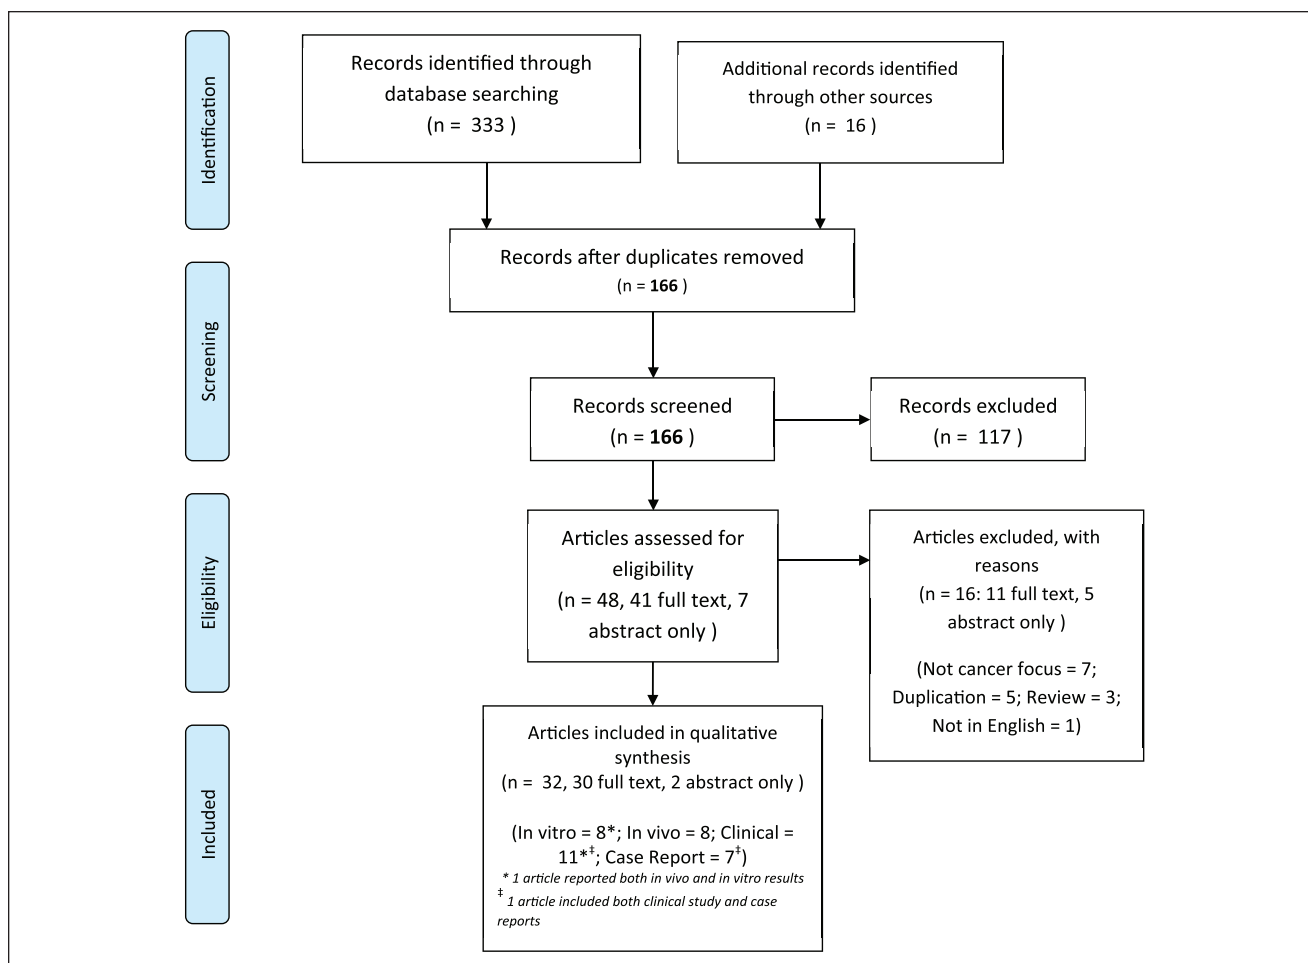 Identification
Records identified through
database searching
(n = 333 )
Additional records identified
through other sources
(n = 16 )
Records after duplicates removed
(n = 166 )
Screening
Records screened
(n = 166 )
Records excluded
(n = 117 )
Eligibility
Articles assessed for
eligibility
(n = 48, 41 full text, 7
abstract only )
Articles excluded, with
reasons
(n = 16: 11 full text, 5
abstract only )
(Not cancer focus = 7;
Duplication = 5; Review = 3;
Not in English = 1)
Included
Articles included in qualitative
synthesis
(n = 32, 30 full text, 2 abstract only )
(In vitro = 8*; In vivo = 8; Clinical =
11*‡; Case Report = 7‡)
* 1 article reported both in vivo and in vitro results
‡ 1 article included both clinical study and case
reports